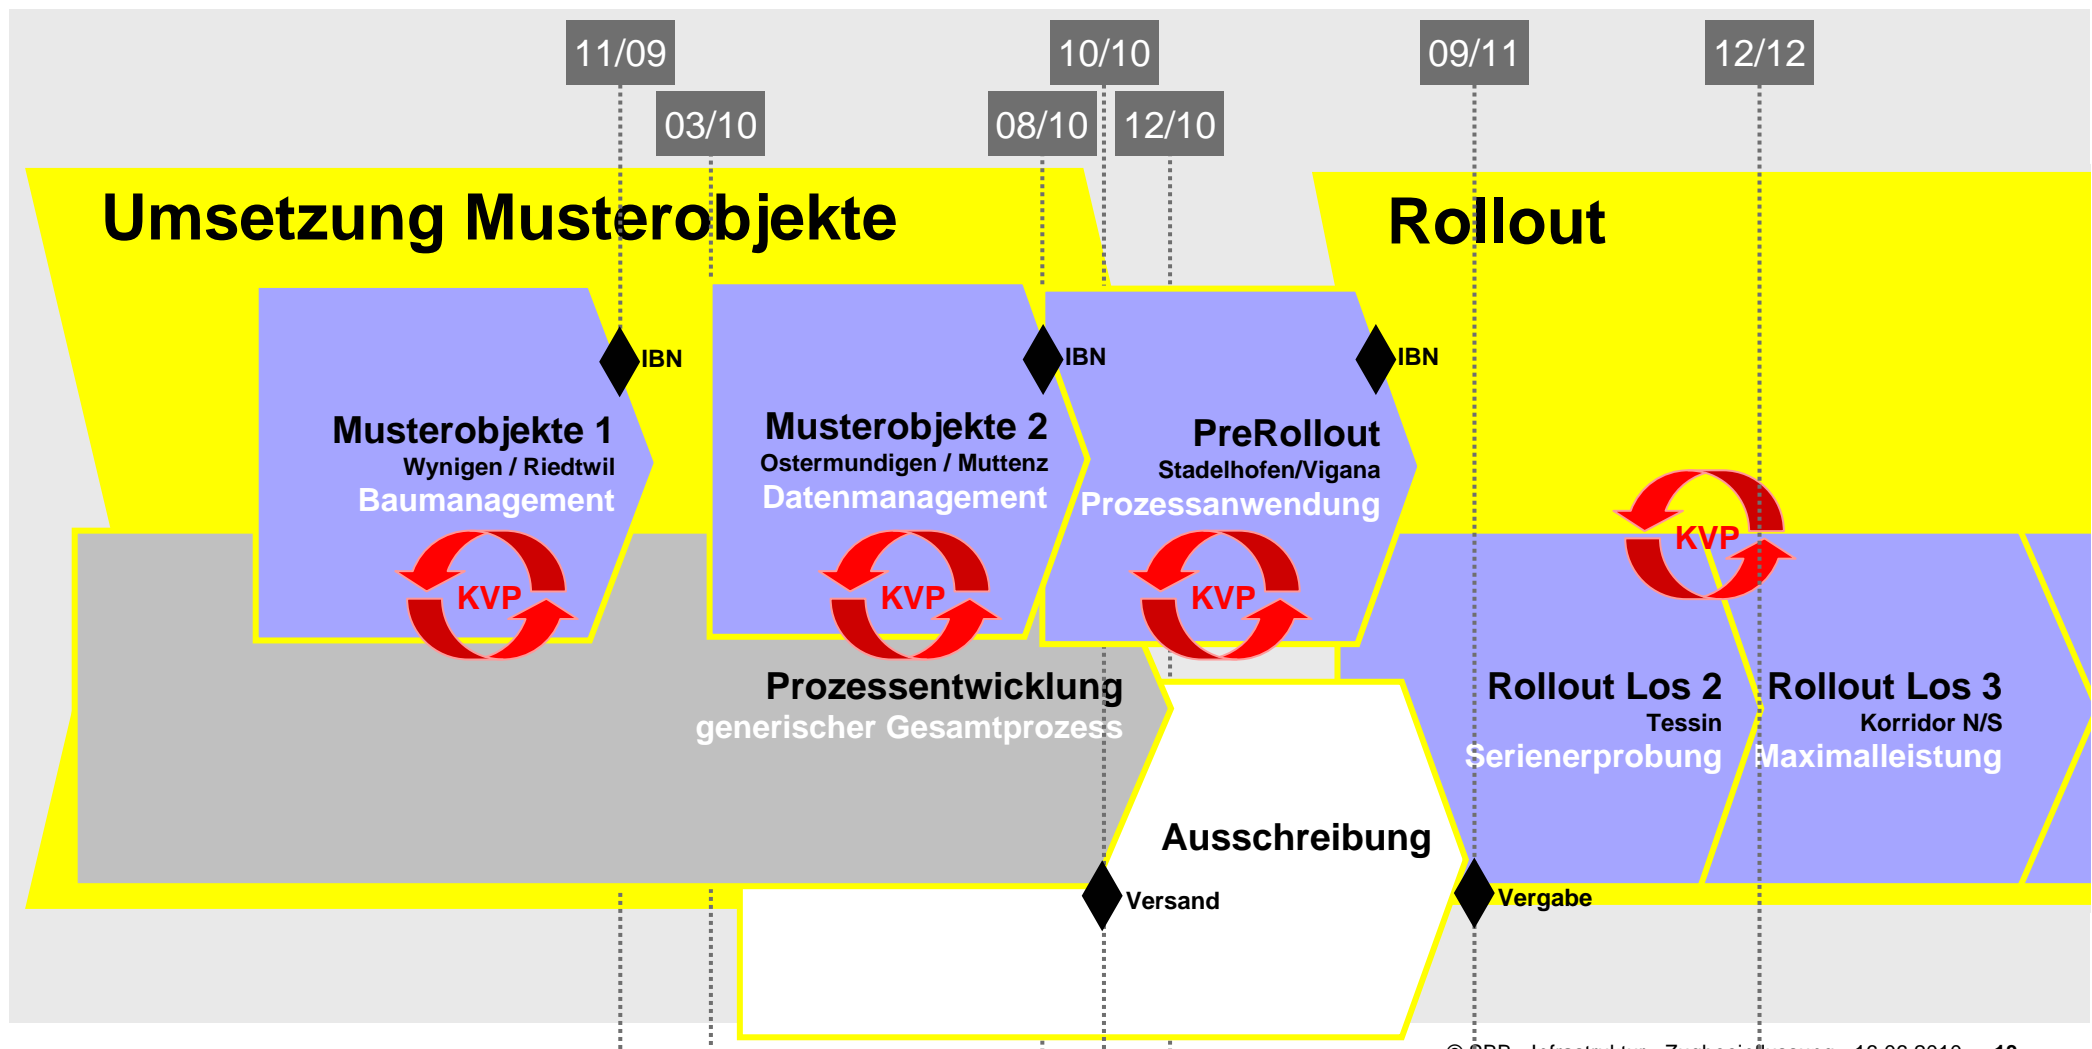 11/09
10/10
09/11
12/12
03/10
08/10
12/10
Umsetzung Musterobjekte
Rollout
IBN
IBN
IBN
Musterobjekte 1
Wynigen / Riedtwil
Baumanagement
Musterobjekte 2
Ostermundigen / Muttenz
Datenmanagement
PreRollout
Stadelhofen/Vigana
Prozessanwendung
KVP
KVP
KVP
KVP
Prozessentwicklung
generischer Gesamtprozess
Rollout Los 2
Tessin
Serienerprobung
Rollout Los 3
Korridor N/S
Maximalleistung
Ausschreibung
Versand
Vergabe